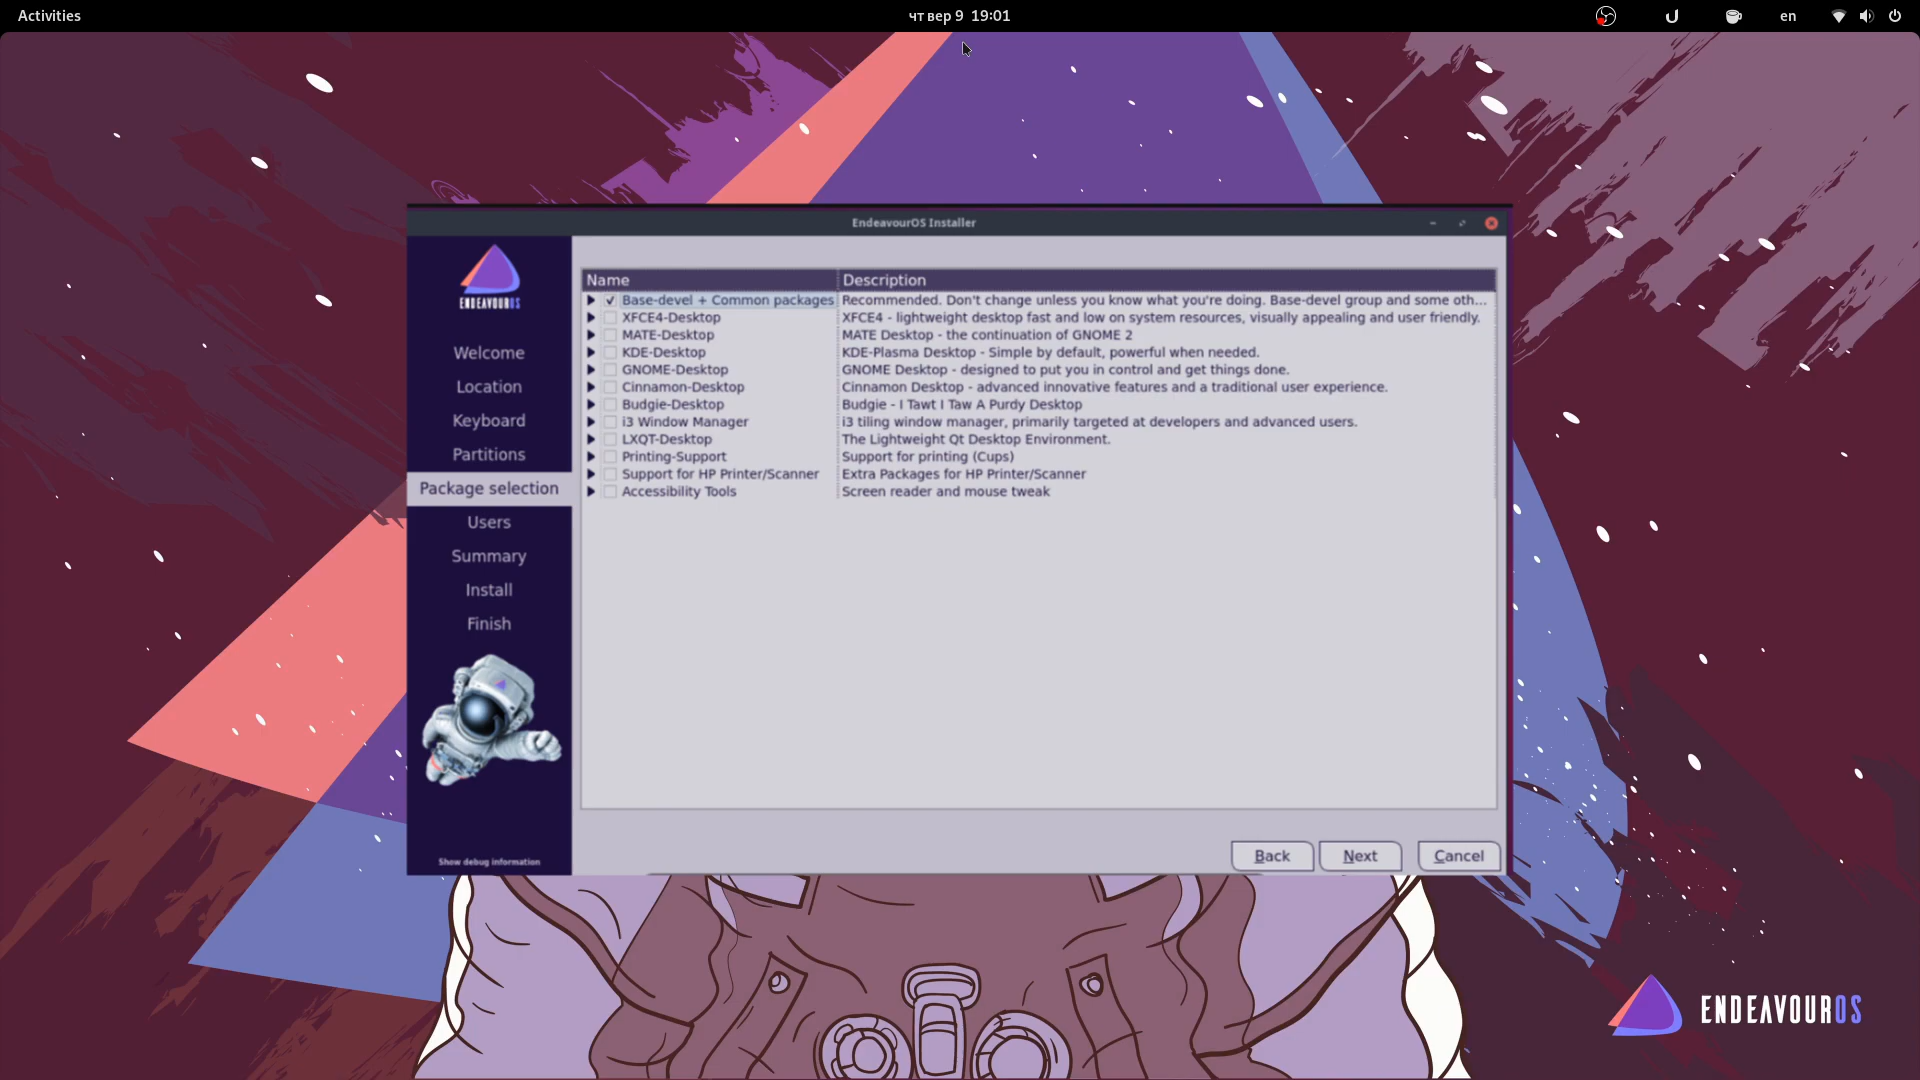 Activities
чт вер 9 19:01
en
EndeavourOS Installer
ENDEAVOUROS
Welcome
Location
Keyboard
Partitions
Package selection
Users
Summary
Install
Finish
Show debug information
Name Description
Base-devel + Common packages Recommended. Don't change unless you know what you're doing. Base-devel group and some oth...
XFCE4-Desktop XFCE4 - lightweight desktop fast and low on system resources, visually appealing and user friendly.
MATE-Desktop MATE Desktop - the continuation of GNOME 2
KDE-Desktop KDE-Plasma Desktop - Simple by default, powerful when needed.
GNOME-Desktop GNOME Desktop - designed to put you in control and get things done.
Cinnamon-Desktop Cinnamon Desktop - advanced innovative features and a traditional user experience.
Budgie-Desktop Budgie - I Tawt I Taw A Purdy Desktop
i3 Window Manager i3 tiling window manager, primarily targeted at developers and advanced users.
LXQT-Desktop The Lightweight Qt Desktop Environment.
Printing-Support Support for printing (Cups)
Support for HP Printer/Scanner Extra Packages for HP Printer/Scanner
Accessibility Tools Screen reader and mouse tweak
Back Next Cancel
ENDEAVOUROS